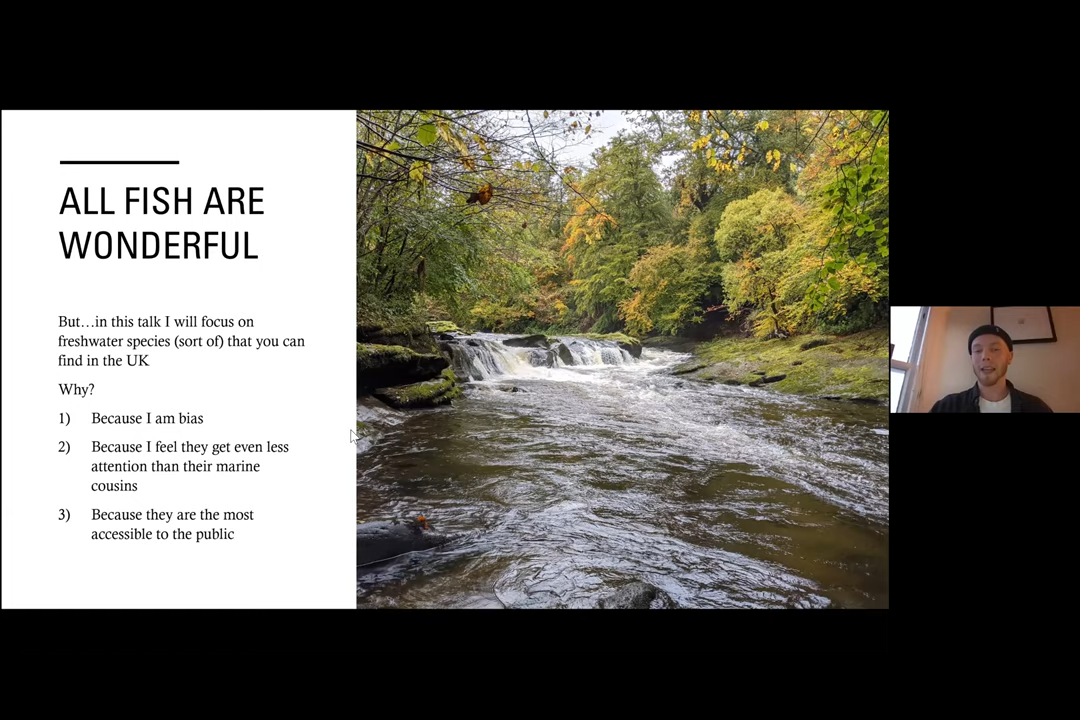 ALL FISH ARE
WONDERFUL
But…in this talk I will focus on
freshwater species (sort of) that you can
find in the UK
Why?
1) Because I am bias
2) Because I feel they get even less
attention than their marine
cousins
3) Because they are the most
accessible to the public